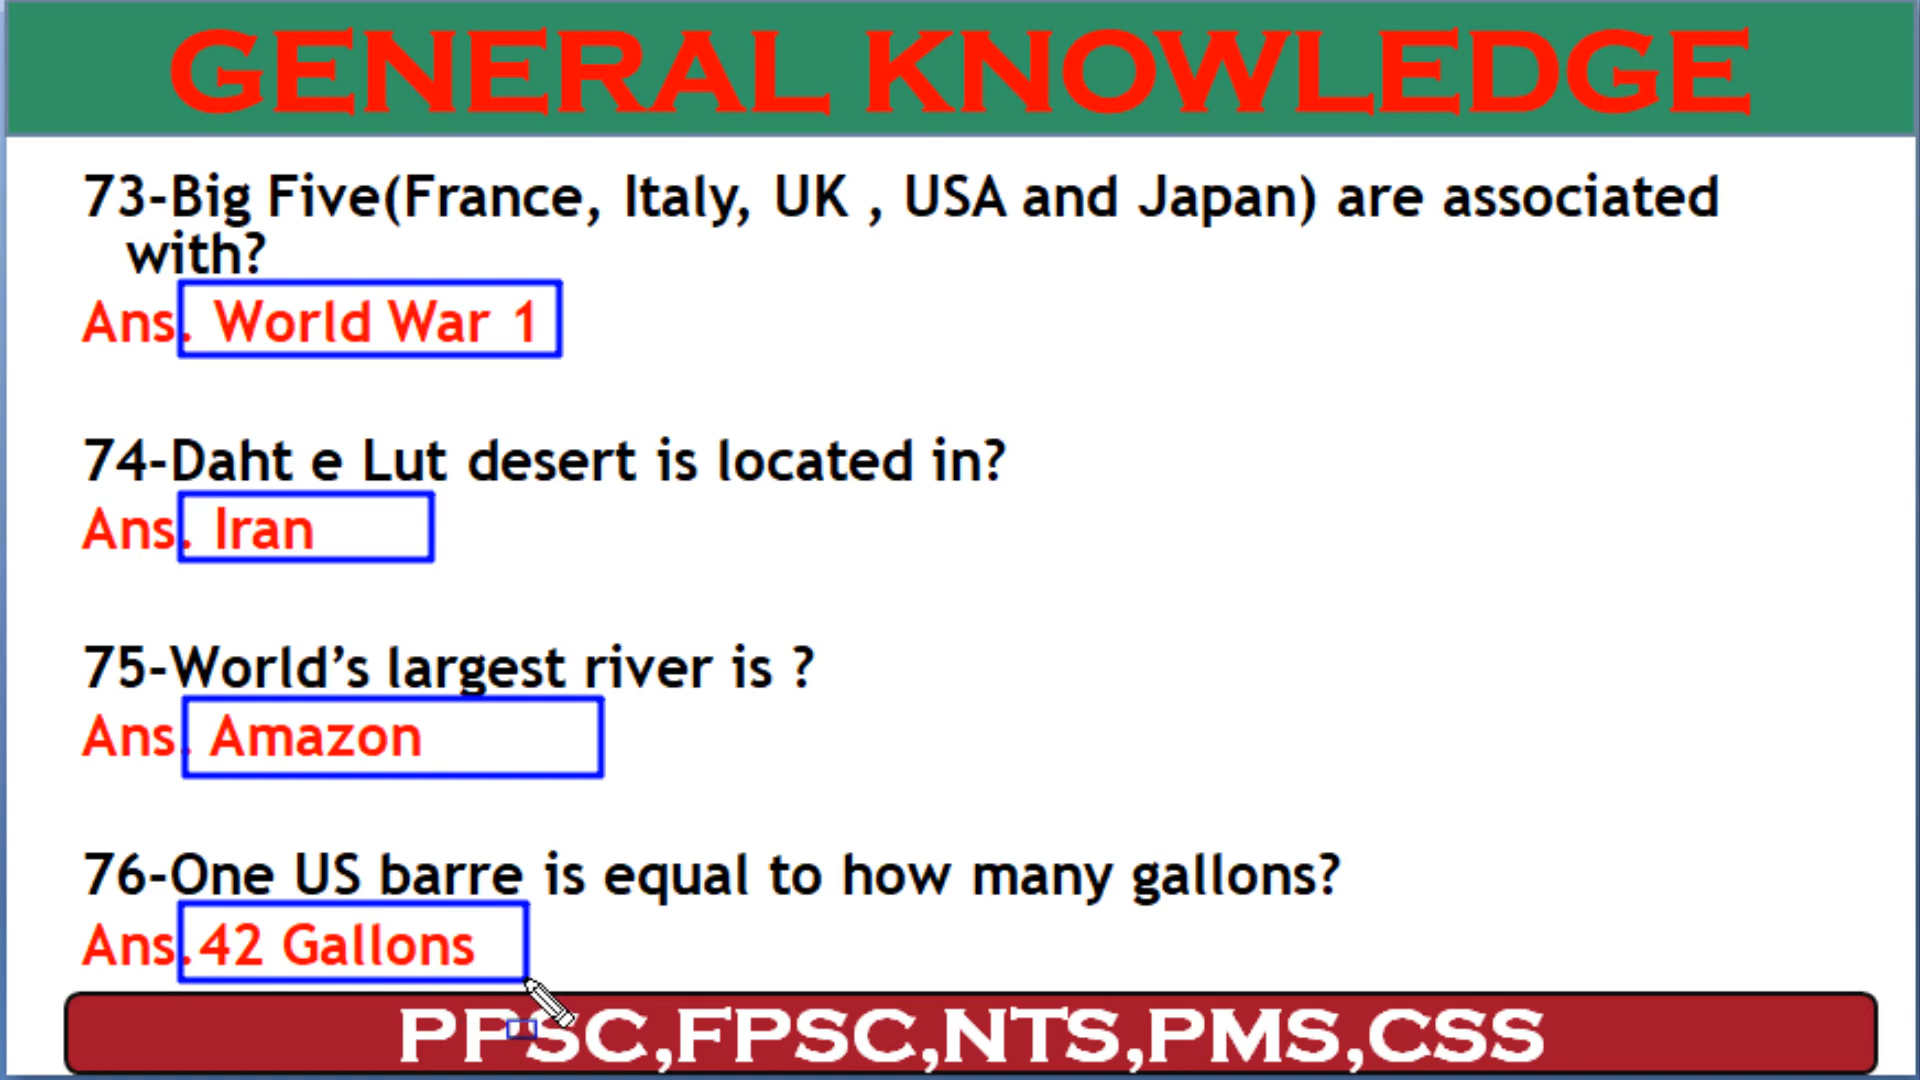 GENERAL KNOWLEDGE
73-Big Five(France, Italy, UK , USA and Japan) are associated
with?
Ans. World War 1
74-Daht e Lut desert is located in?
Ans. Iran
75-World’s largest river is ?
Ans. Amazon
76-One US barre is equal to how many gallons?
Ans.42 Gallons
PPSC,FPSC,NTS,PMS,CSS